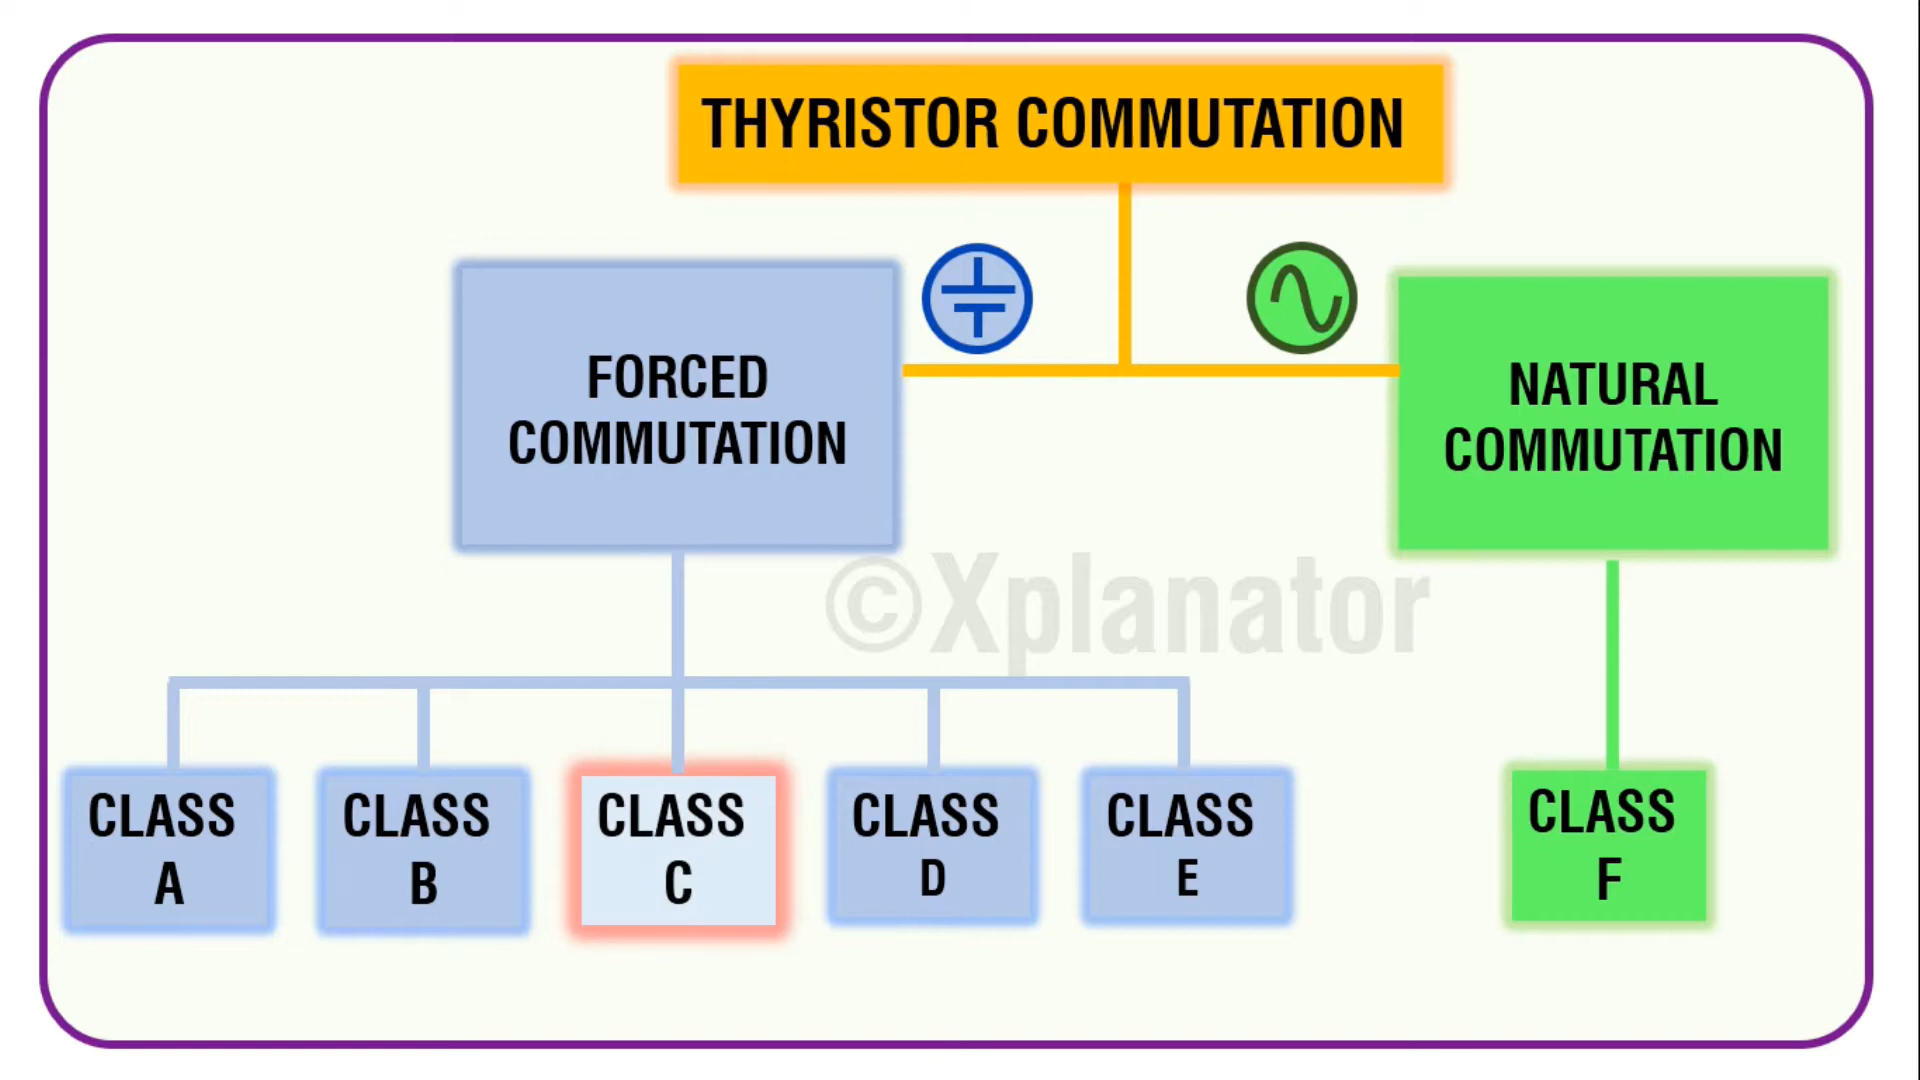 THYRISTOR COMMUTATION
FORCED
COMMUTATION
NATURAL
COMMUTATION
©Xplanator
CLASS
A
CLASS
B
CLASS
C
CLASS
D
CLASS
E
CLASS
F